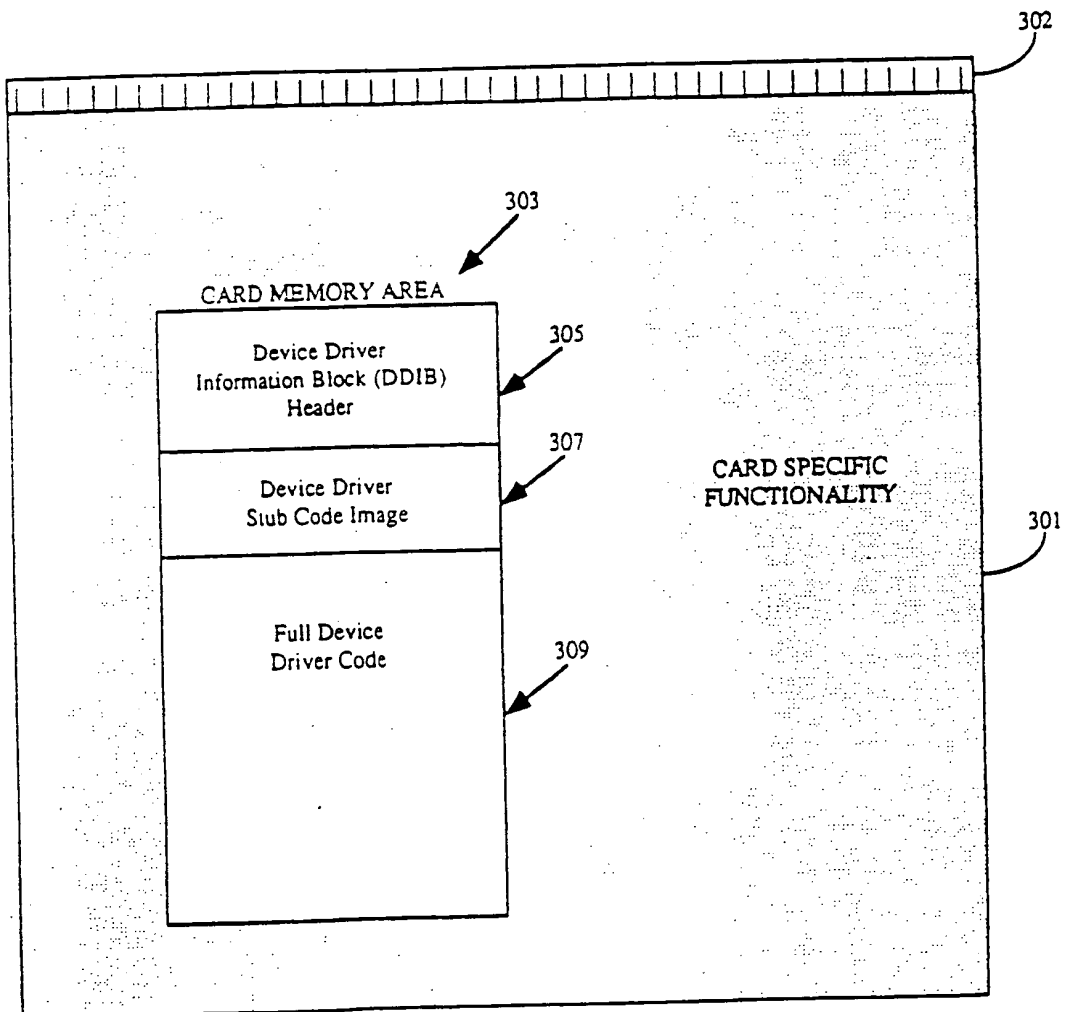 302
303
CARD MEMORY AREA
Device Driver
Information Block (DDIB)
Header
305
307
Device Driver
Stub Code Image
CARD SPECIFIC
FUNCTIONALITY
301
Full Device
Driver Code
309